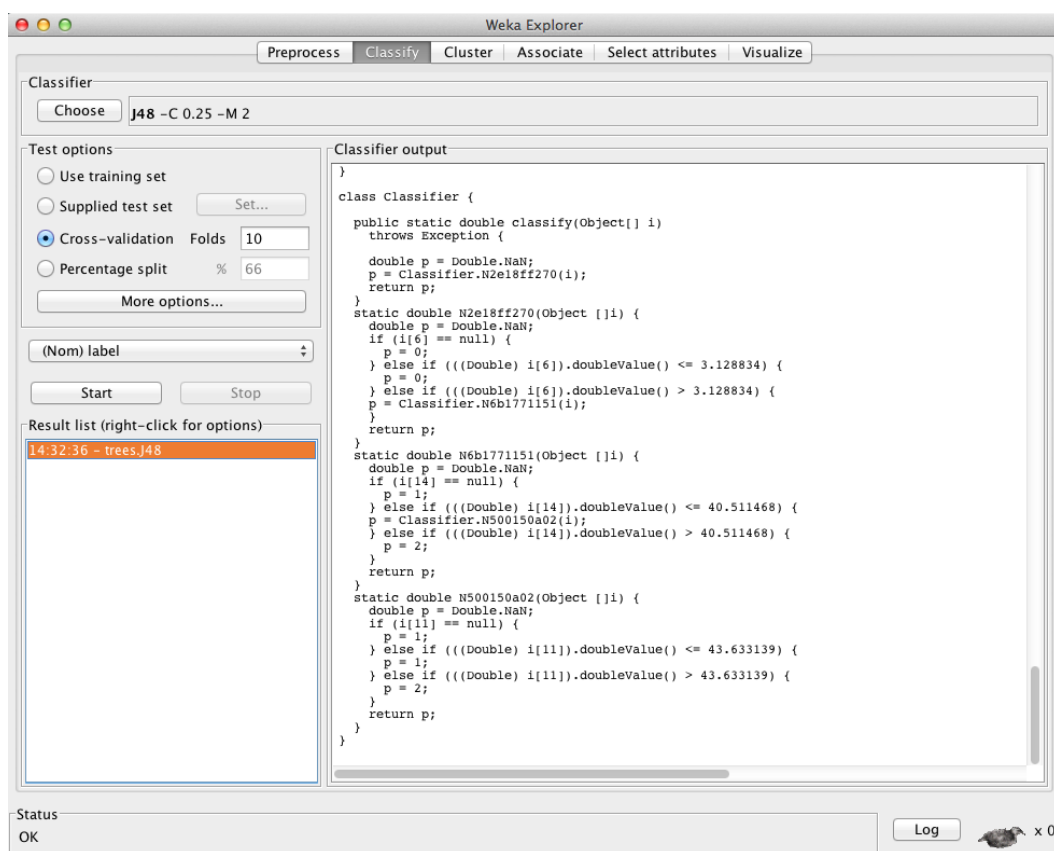 Weka Explorer
Preprocess Classify Cluster Associate Select attributes Visualize
Classifier
Choose J48 -C 0.25 -M 2
Test options
Use training set
Supplied test set Set...
Cross-validation Folds 10
Percentage split % 66
More options...
(Nom) label
Start Stop
Result list (right-click for options)
14:32:36 - trees.J48
Classifier output
}
class Classifier {
public static double classify(Object[] i)
throws Exception {
double p = Double.NaN;
p = Classifier.N2e18ff270(i);
return p;
}
static double N2e18ff270(Object []i) {
double p = Double.NaN;
if (i[6] == null) {
p = 0;
} else if (((Double) i[6]).doubleValue() <= 3.128834) {
p = 0;
} else if (((Double) i[6]).doubleValue() > 3.128834) {
p = Classifier.N6b1771151(i);
}
return p;
}
static double N6b1771151(Object []i) {
double p = Double.NaN;
if (i[14] == null) {
p = 1;
} else if (((Double) i[14]).doubleValue() <= 40.511468) {
p = Classifier.N500150a02(i);
} else if (((Double) i[14]).doubleValue() > 40.511468) {
p = 2;
}
return p;
}
static double N500150a02(Object []i) {
double p = Double.NaN;
if (i[11] == null) {
p = 1;
} else if (((Double) i[11]).doubleValue() <= 43.633139) {
p = 1;
} else if (((Double) i[11]).doubleValue() > 43.633139) {
p = 2;
}
return p;
}
}
Status
OK
Log x 0